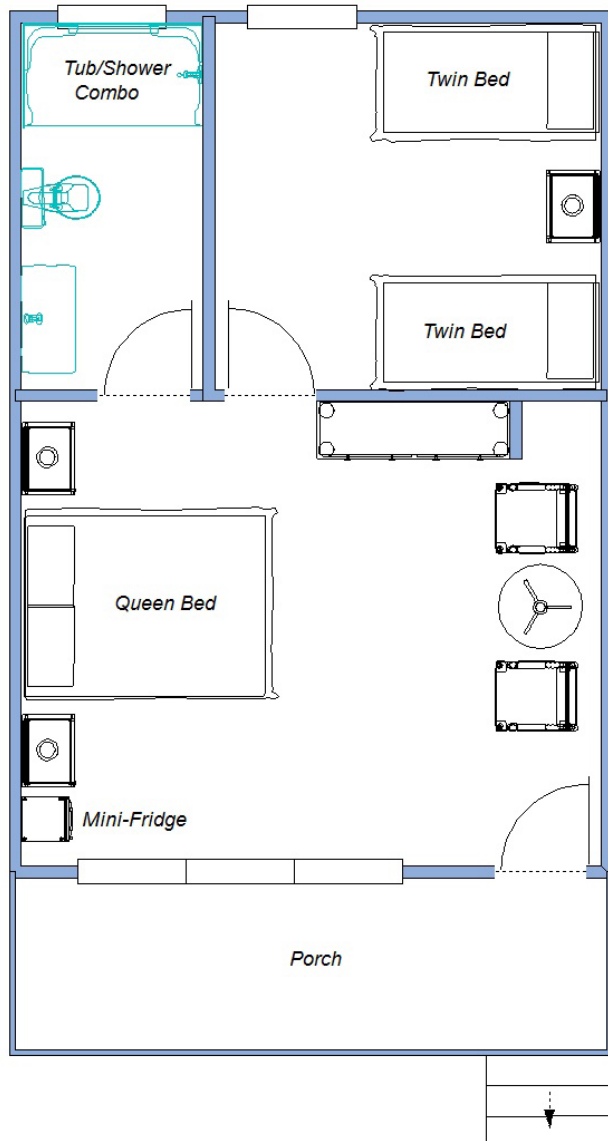 Tub/Shower
Combo
Twin Bed
Twin Bed
Queen Bed
Mini-Fridge
Porch